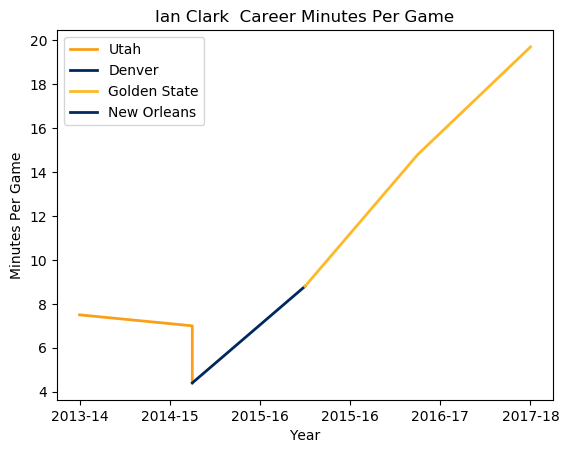 Ian Clark  Career Minutes Per Game
20
18
16
14
12
10
8
6
4
Minutes Per Game
Utah
Denver
Golden State
New Orleans
2013-14 2014-15 2015-16 2015-16 2016-17 2017-18
Year